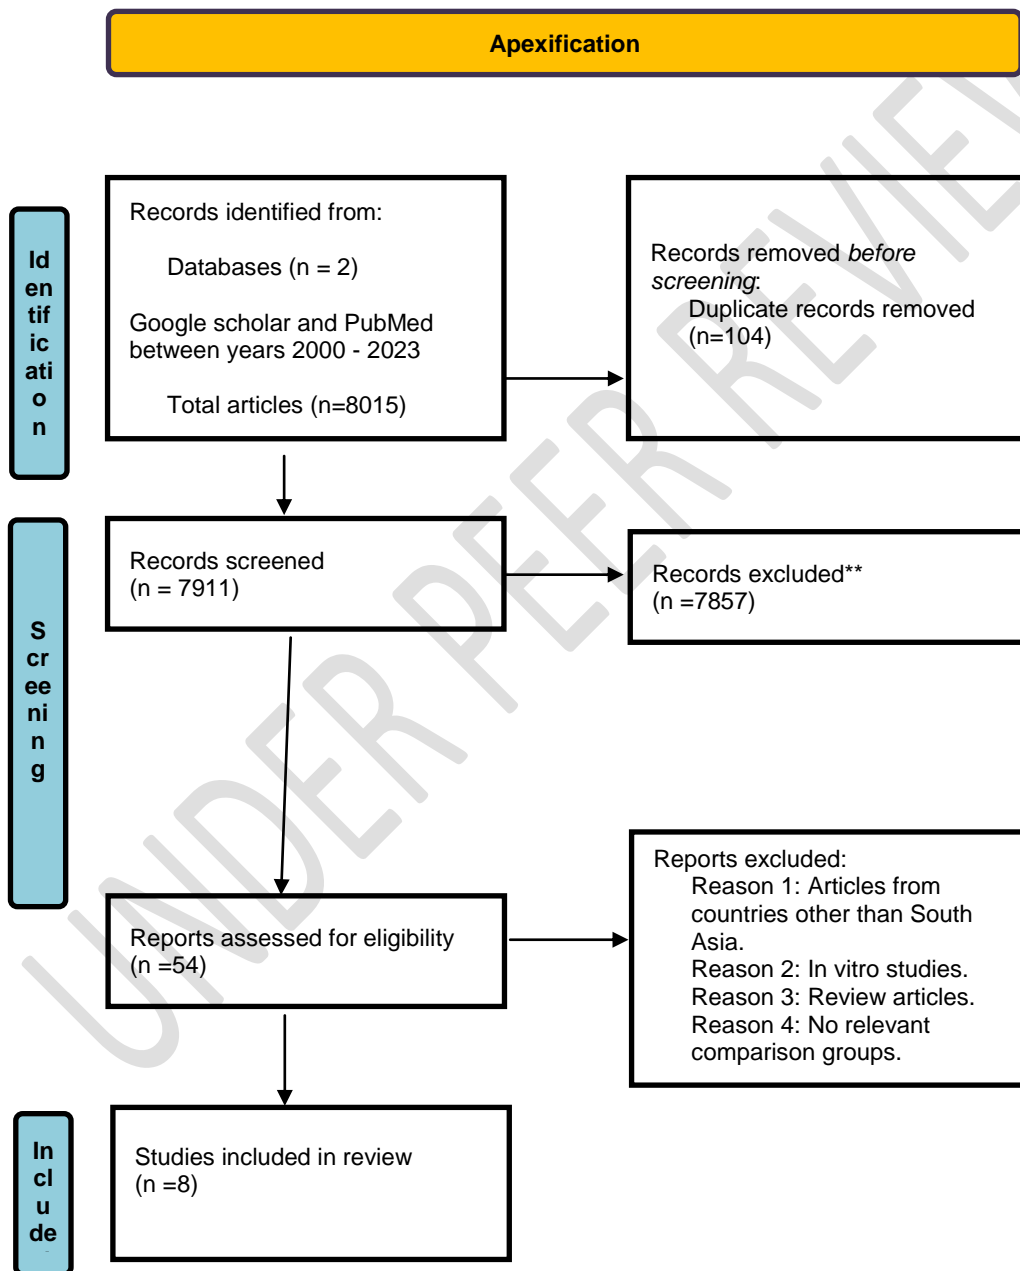 Apexification
Id
en
tif
ic
ati
o
n
Records identified from:
Databases (n = 2)
Google scholar and PubMed
between years 2000 - 2023
Total articles (n=8015)
Records removed before
screening:
Duplicate records removed
(n=104)
S
cr
ee
ni
n
g
Records screened
(n = 7911)
Records excluded**
(n =7857)
Reports assessed for eligibility
(n =54)
Reports excluded:
Reason 1: Articles from
countries other than South
Asia.
Reason 2: In vitro studies.
Reason 3: Review articles.
Reason 4: No relevant
comparison groups.
In
cl
u
de
Studies included in review
(n =8)
UNDER PEER REVIEW